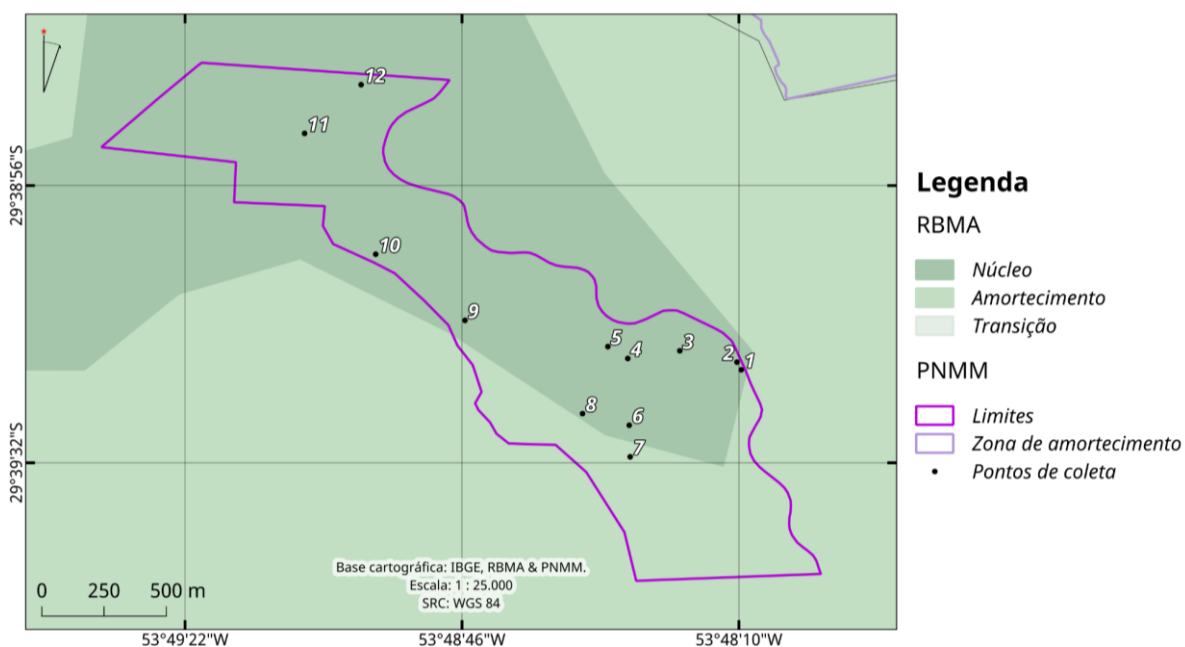 12
11
10
9
5
4
3
2
1
8
6
7
29°38'56"S
29°39'32"S
0 250 500 m
Base cartográfica: IBGE, RBMA & PNMM.
Escala: 1 : 25.000
SRC: WGS 84
53°49'22"W
53°48'46"W
53°48'10"W
Legenda
RBMA
Núcleo
Amortecimento
Transição
PNMM
Limites
Zona de amortecimento
Pontos de coleta